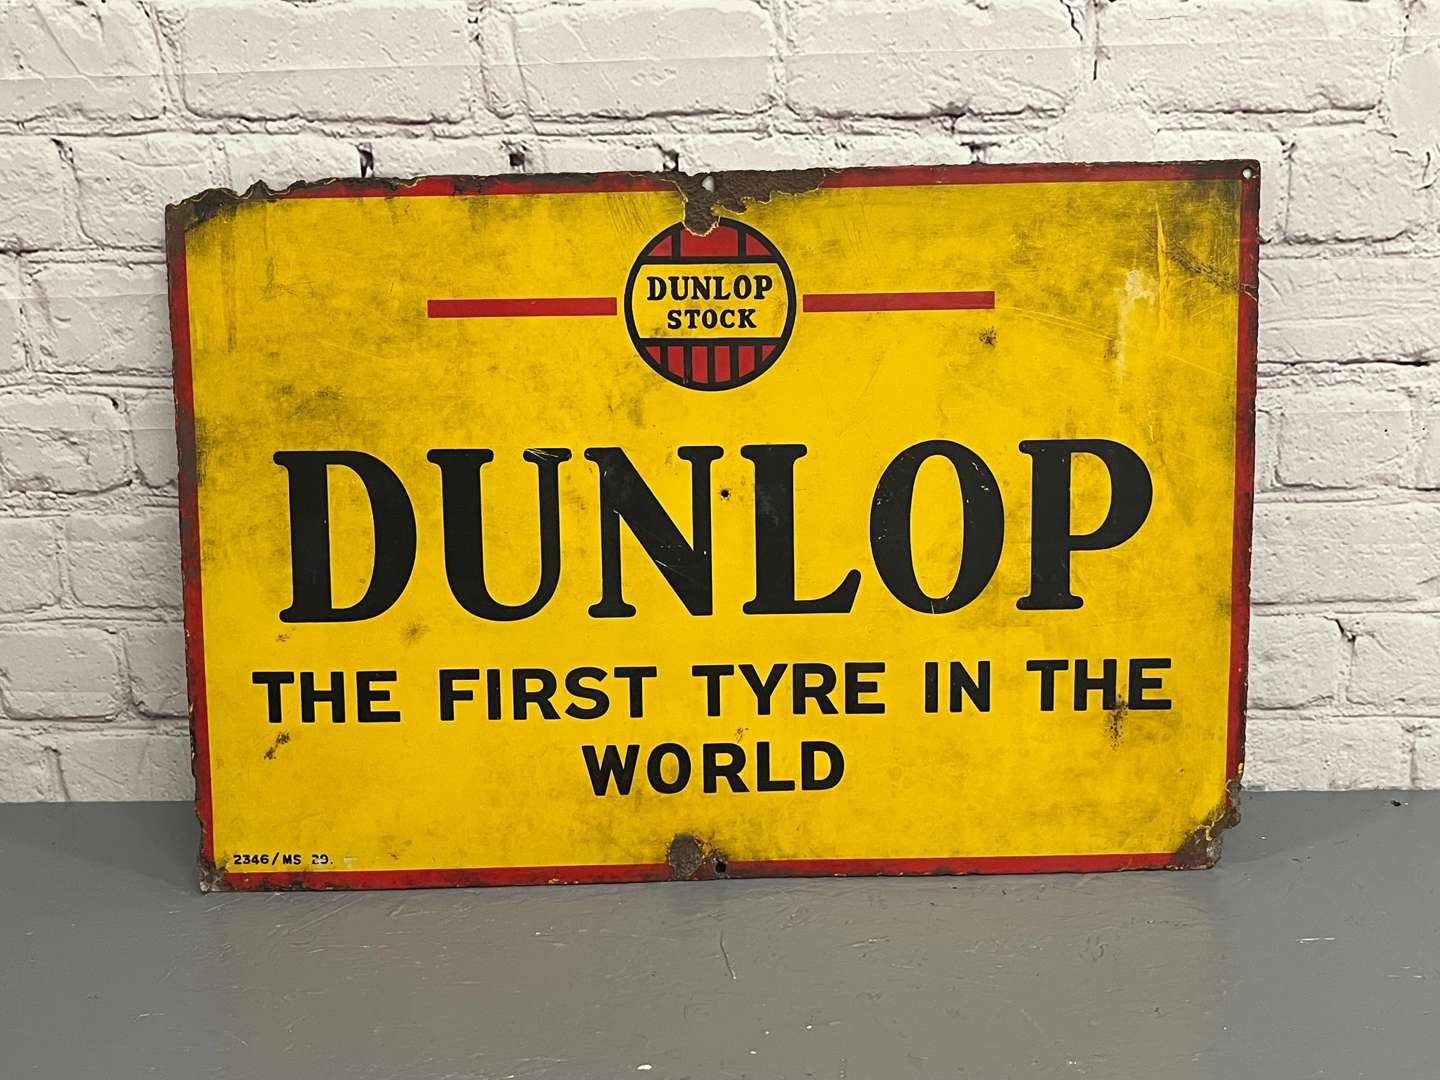 DUNLOP
STOCK
DUNLOP
THE FIRST TYRE IN THE
WORLD
2346/MS 29.